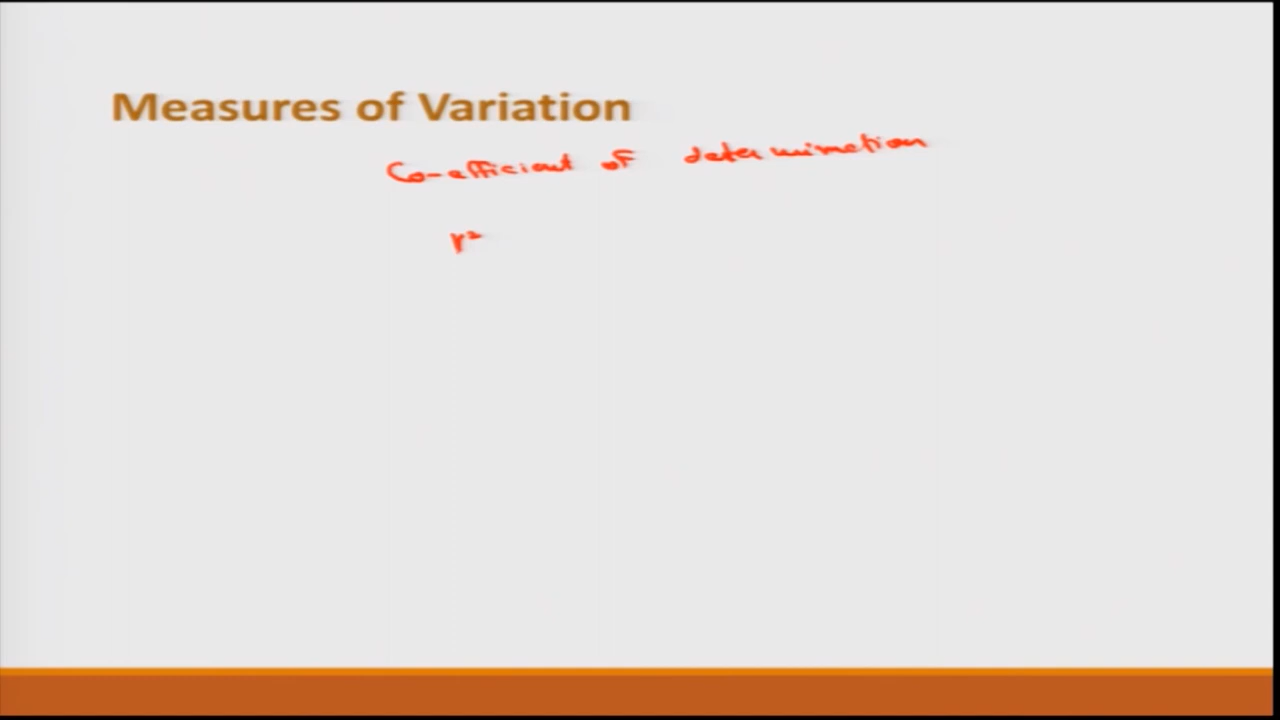 Measures of Variation
Co-efficient of determination
r²